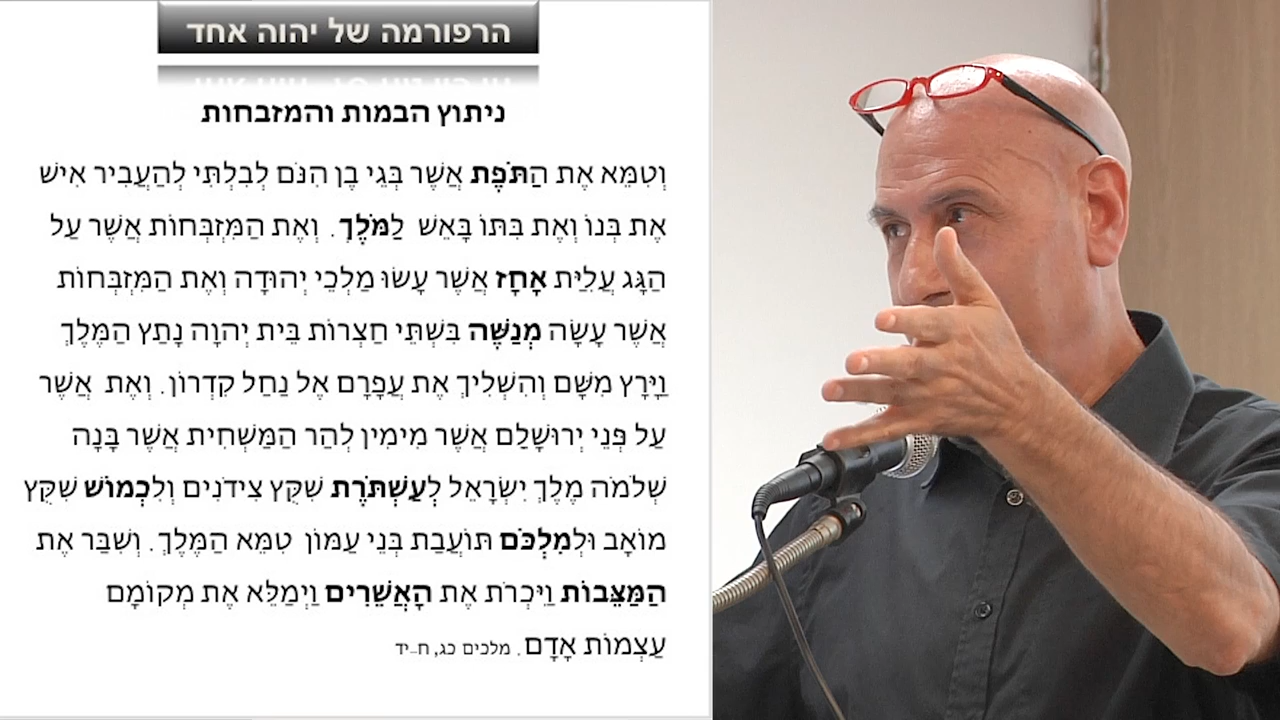 הרפורמה של יהוה אחד
ניתוץ הבמות והמזבחות
וְטִמֵּא אֶת הַתֹּפֶת אֲשֶׁר בְּגֵי בֶן הִנֹּם לְבִלְתִּי לְהַעֲבִיר אִישׁ
אֶת בְּנוֹ וְאֶת בִּתּוֹ בָּאֵשׁ לַמֹּלֶךְ. וְאֶת הַמִּזְבְּחוֹת אֲשֶׁר עַל
הַגָּג עֲלִיַּת אָחָז אֲשֶׁר עָשׂוּ מַלְכֵי יְהוּדָה וְאֶת הַמִּזְבְּחוֹת
אֲשֶׁר עָשָׂה מְנַשֶּׁה בִּשְׁתֵּי חַצְרוֹת בֵּית יְהוָה נָתַץ הַמֶּלֶךְ
וַיָּרָץ מִשָּׁם וְהִשְׁלִיךְ אֶת עֲפָרָם אֶל נַחַל קִדְרוֹן. וְאֶת אֲשֶׁר
עַל פְּנֵי יְרוּשָׁלִַם אֲשֶׁר מִימִין לְהַר הַמַּשְׁחִית אֲשֶׁר בָּנָה
שְׁלֹמֹה מֶלֶךְ יִשְׂרָאֵל לְעַשְׁתֹּרֶת שִׁקֻּץ צִידֹנִים וְלִכְמוֹשׁ שִׁקֻּץ
מוֹאָב וּלְמִלְכֹּם תּוֹעֲבַת בְּנֵי עַמּוֹן טִמֵּא הַמֶּלֶךְ. וְשִׁבַּר אֶת
הַמַּצֵּבוֹת וַיִּכְרֹת אֶת הָאֲשֵׁרִים וַיְמַלֵּא אֶת מְקוֹמָם
עַצְמוֹת אָדָם. מלכים כג, ח-יד